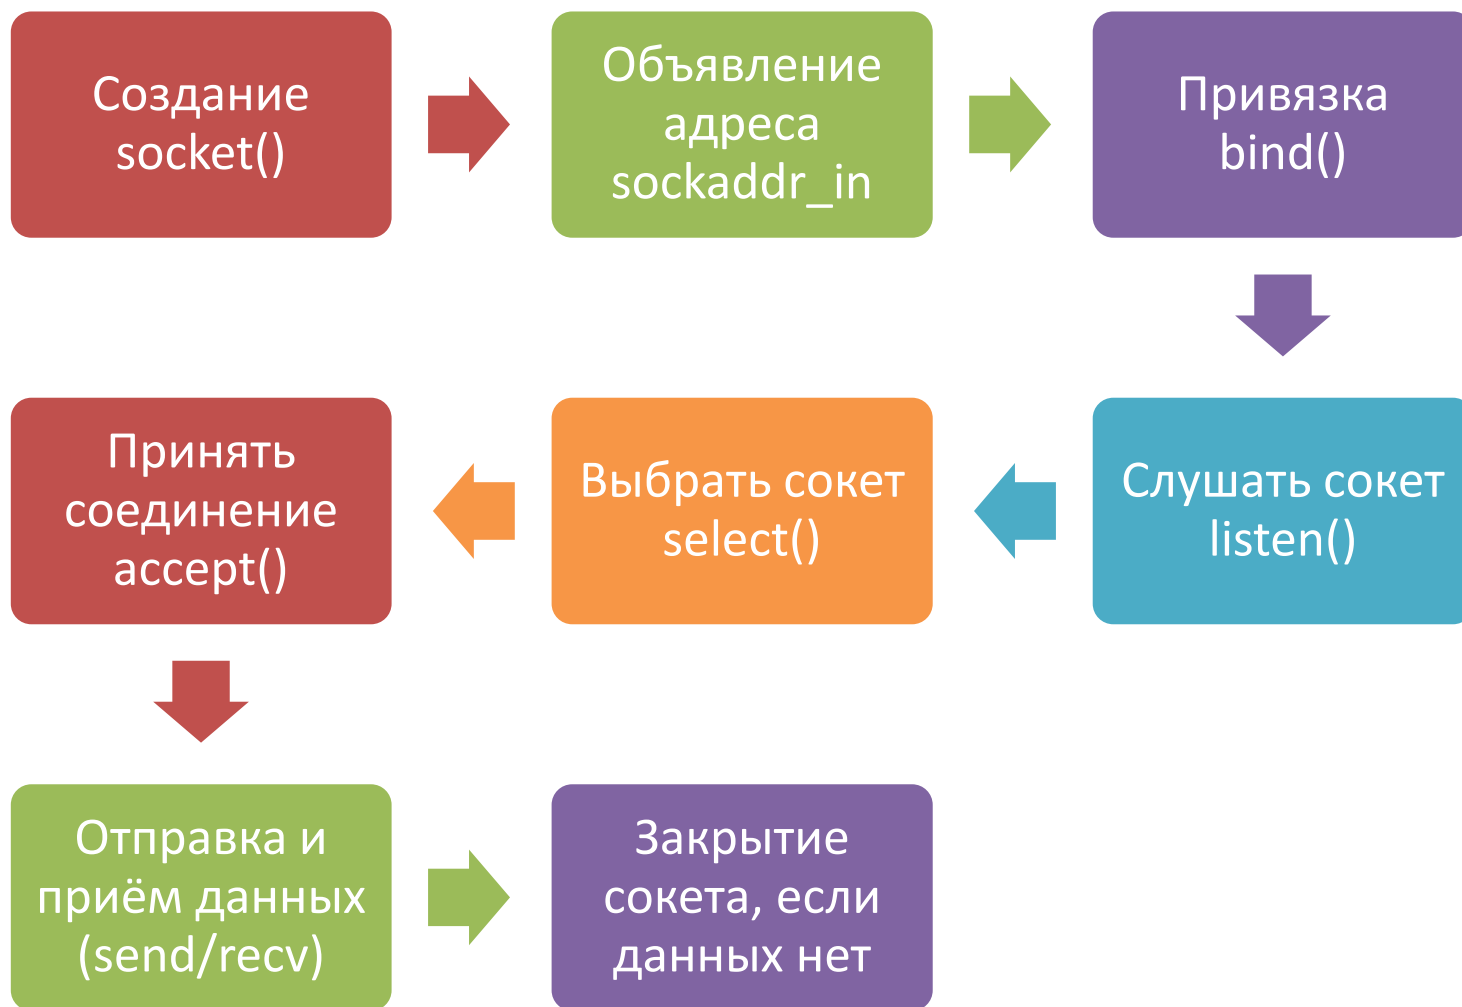 Создание
socket()
Объявление
адреса
sockaddr_in
Привязка
bind()
Слушать сокет
listen()
Выбрать сокет
select()
Принять
соединение
accept()
Отправка и
приём данных
(send/recv)
Закрытие
сокета, если
данных нет